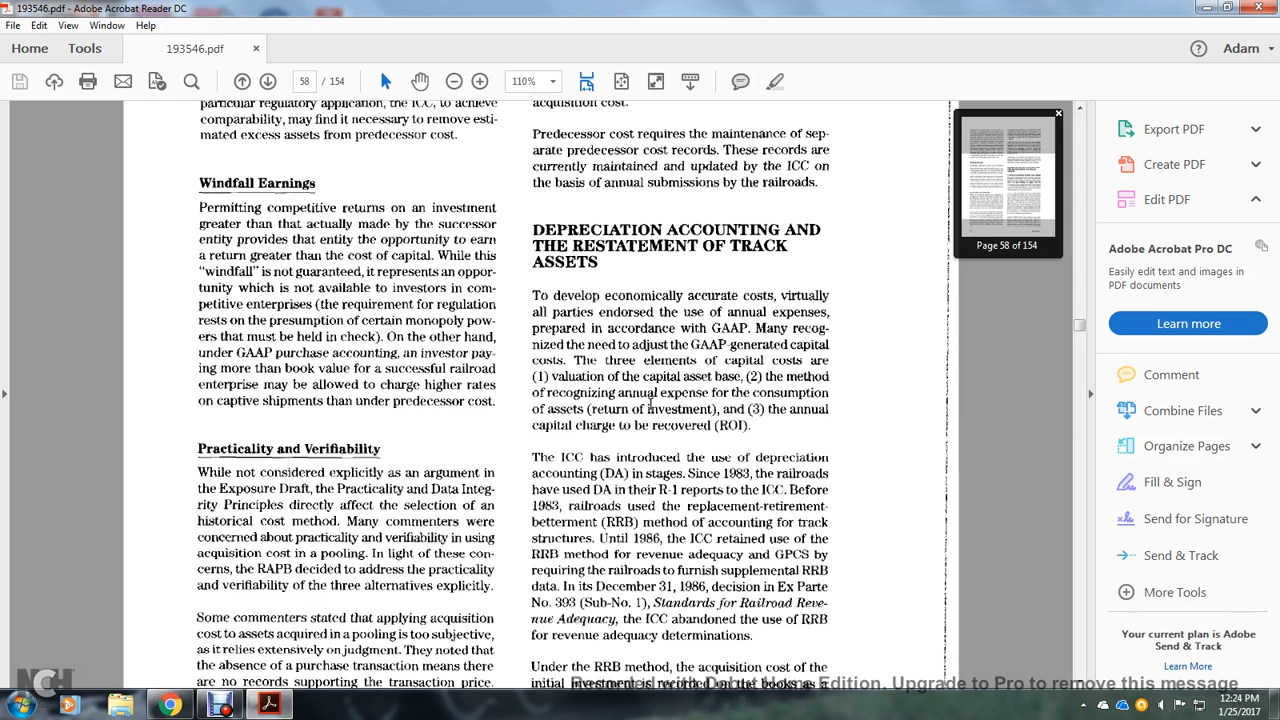 193546.pdf - Adobe Acrobat Reader DC
File Edit View Window Help
Home Tools 193546.pdf × Adam
58 / 154 110%
particular regulatory application, the ICC, to achieve
comparability, may find it necessary to remove esti-
mated excess assets from predecessor cost.
Windfall Earnings
Permitting competitive returns on an investment
greater than that actually made by the successor
entity provides that entity the opportunity to earn
a return greater than the cost of capital. While this
"windfall" is not guaranteed, it represents an oppor-
tunity which is not available to investors in com-
petitive enterprises (the requirement for regulation
rests on the presumption of certain monopoly pow-
ers that must be held in check). On the other hand,
under GAAP purchase accounting, an investor pay-
ing more than book value for a successful railroad
enterprise may be allowed to charge higher rates
on captive shipments than under predecessor cost.
Practicality and Verifiability
While not considered explicitly as an argument in
the Exposure Draft, the Practicality and Data Integ-
rity Principles directly affect the selection of an
historical cost method. Many commenters were
concerned about practicality and verifiability in using
acquisition cost in a pooling. In light of these con-
cerns, the RAPB decided to address the practicality
and verifiability of the three alternatives explicitly.
Some commenters stated that applying acquisition
cost to assets acquired in a pooling is too subjective,
as it relies extensively on judgment. They noted that
the absence of a purchase transaction means there
are no records supporting the transaction price.
acquisition cost.
Predecessor cost requires the maintenance of sep-
arate predecessor cost records. These records are
currently maintained and updated by the ICC on
the basis of annual submissions by the railroads.
DEPRECIATION ACCOUNTING AND
THE RESTATEMENT OF TRACK
ASSETS
To develop economically accurate costs, virtually
all parties endorsed the use of annual expenses,
prepared in accordance with GAAP. Many recog-
nized the need to adjust the GAAP-generated capital
costs. The three elements of capital costs are
(1) valuation of the capital asset base, (2) the method
of recognizing annual expense for the consumption
of assets (return of investment), and (3) the annual
capital charge to be recovered (ROI).
The ICC has introduced the use of depreciation
accounting (DA) in stages. Since 1983, the railroads
have used DA in their R-1 reports to the ICC. Before
1983, railroads used the replacement-retirement-
betterment (RRB) method of accounting for track
structures. Until 1986, the ICC retained use of the
RRB method for revenue adequacy and GPCS by
requiring the railroads to furnish supplemental RRB
data. In its December 31, 1986, decision in Ex Parte
No. 393 (Sub-No. 1), Standards for Railroad Reve-
nue Adequacy, the ICC abandoned the use of RRB
for revenue adequacy determinations.
Under the RRB method, the acquisition cost of the
initial investment is recorded on the books as
Page 58 of 154
Export PDF
Create PDF
Edit PDF
Adobe Acrobat Pro DC
Easily edit text and images in
PDF documents
Learn more
Comment
Combine Files
Organize Pages
Fill & Sign
Send for Signature
Send & Track
More Tools
Your current plan is Adobe
Send & Track
Learn More
NCH
Home Edition. Upgrade to Pro to remove this message
12:24 PM
1/25/2017